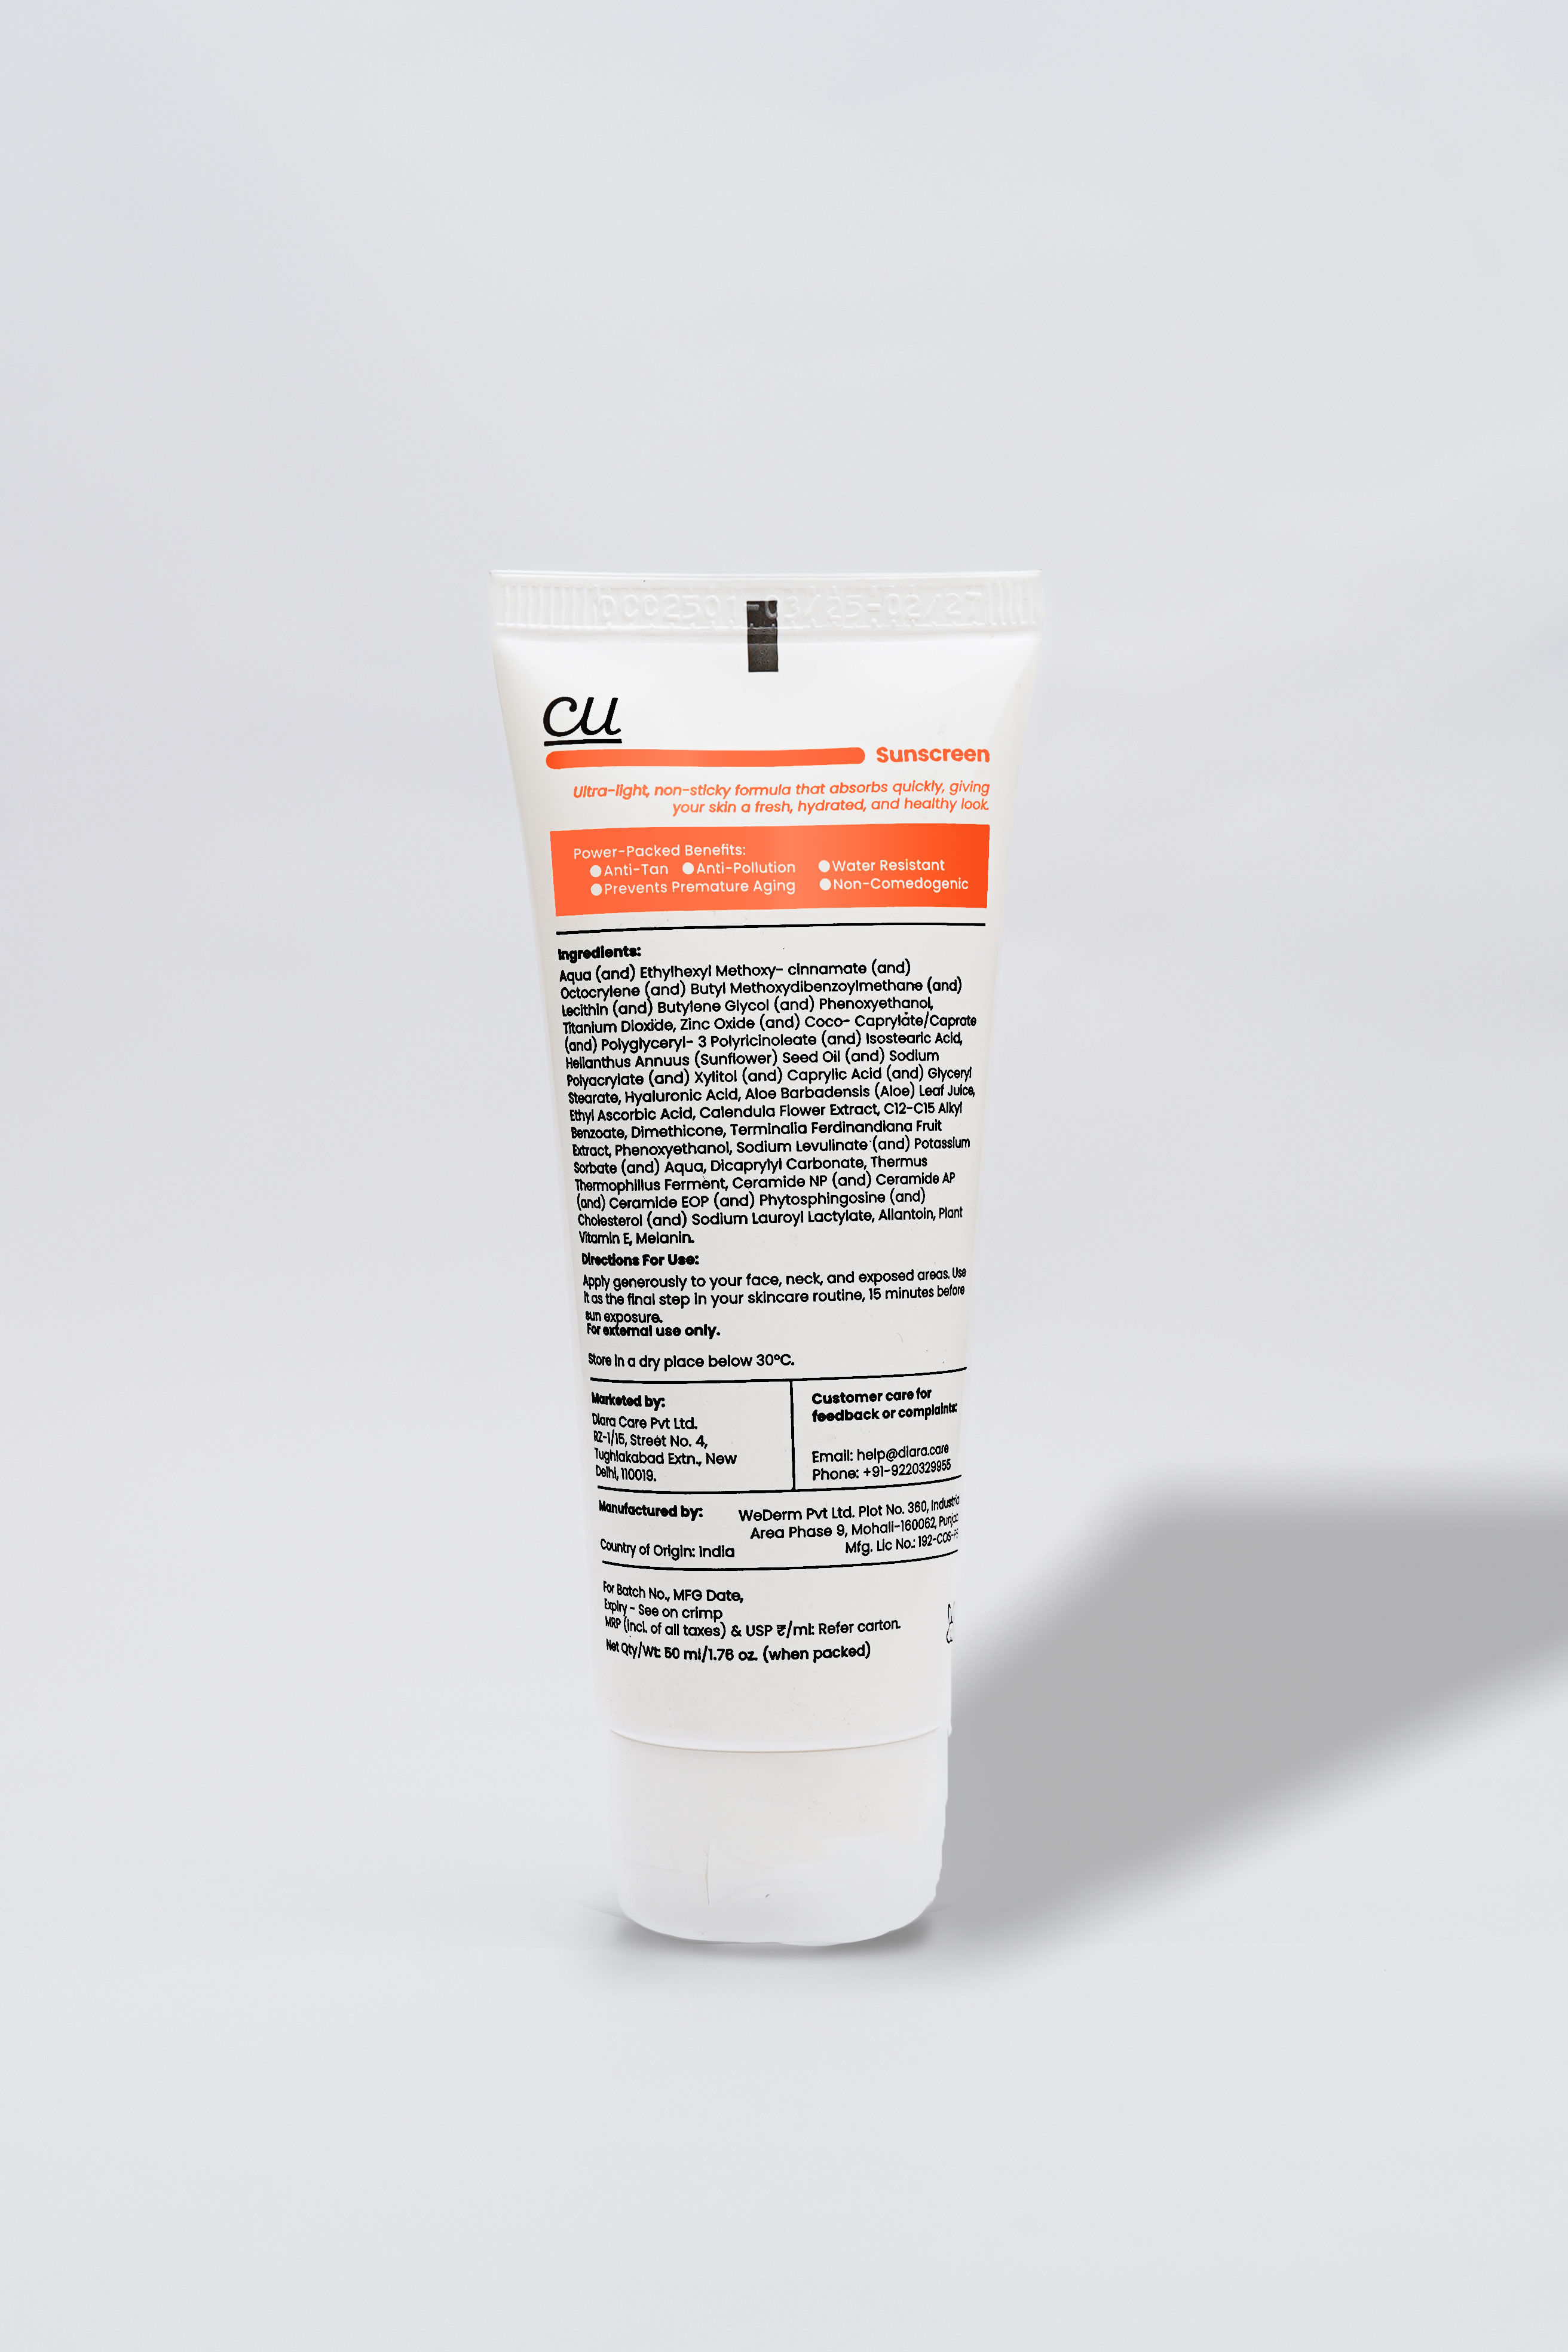 cu
Sunscreen
Ultra-light, non-sticky formula that absorbs quickly, giving
your skin a fresh, hydrated, and healthy look.
Power-Packed Benefits:
●Anti-Tan ●Anti-Pollution ●Water Resistant
●Prevents Premature Aging ●Non-Comedogenic
Ingredients:
Aqua (and) Ethylhexyl Methoxy- cinnamate (and)
Octocrylene (and) Butyl Methoxydibenzoylmethane (and)
Lecithin (and) Butylene Glycol (and) Phenoxyethanol,
Titanium Dioxide, Zinc Oxide (and) Coco- Caprylate/Caprate
(and) Polyglyceryl- 3 Polyricinoleate (and) Isostearic Acid,
Helianthus Annuus (Sunflower) Seed Oil (and) Sodium
Polyacrylate (and) Xylitol (and) Caprylic Acid (and) Glyceryl
Stearate, Hyaluronic Acid, Aloe Barbadensis (Aloe) Leaf Juice,
Ethyl Ascorbic Acid, Calendula Flower Extract, C12-C15 Alkyl
Benzoate, Dimethicone, Terminalia Ferdinandiana Fruit
Extract, Phenoxyethanol, Sodium Levulinate (and) Potassium
Sorbate (and) Aqua, Dicaprylyl Carbonate, Thermus
Thermophillus Ferment, Ceramide NP (and) Ceramide AP
(and) Ceramide EOP (and) Phytosphingosine (and)
Cholesterol (and) Sodium Lauroyl Lactylate, Allantoin, Plant
Vitamin E, Melanin.
Directions For Use:
Apply generously to your face, neck, and exposed areas. Use
it as the final step in your skincare routine, 15 minutes before
sun exposure.
For external use only.
Store in a dry place below 30°C.
Marketed by:
Diara Care Pvt Ltd.
RZ-1/15, Street No. 4,
Tughlakabad Extn., New
Delhi, 110019.
Customer care for
feedback or complaints:
Email: help@diara.care
Phone: +91-9220329955
Manufactured by:
WeDerm Pvt Ltd. Plot No. 360, Industria
Area Phase 9, Mohali-160062, Punja
Mfg. Lic No.: 192-COS-
Country of Origin: India
For Batch No., MFG Date,
Expiry - See on crimp
MRP (incl. of all taxes) & USP ₹/ml: Refer carton.
Net Qty/Wt: 50 ml/1.76 oz. (when packed)